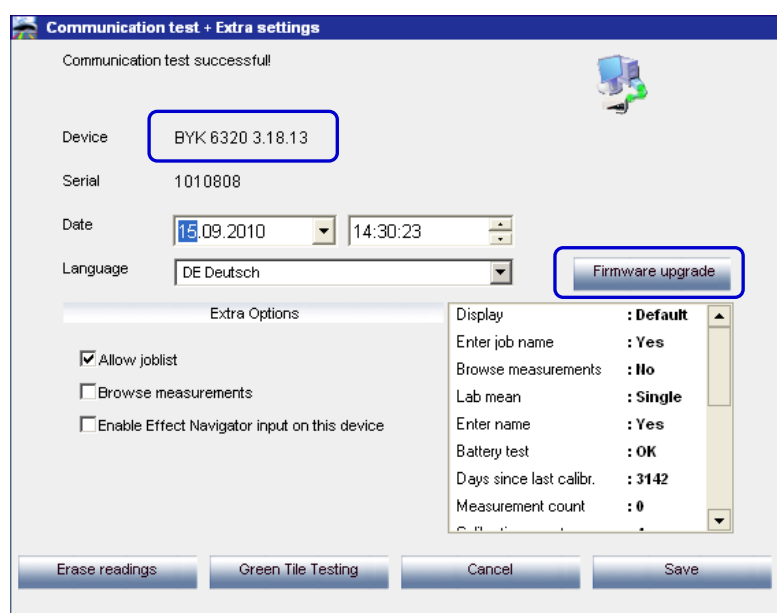 Communication test + Extra settings
Communication test successful!
Device BYK 6320 3.18.13
Serial 1010808
Date 15.09.2010 14:30:23
Language DE Deutsch
Firmware upgrade
Extra Options
Allow joblist
Browse measurements
Enable Effect Navigator input on this device
Display : Default
Enter job name : Yes
Browse measurements : No
Lab mean : Single
Enter name : Yes
Battery test : OK
Days since last calibr. : 3142
Measurement count : 0
Erase readings Green Tile Testing Cancel Save